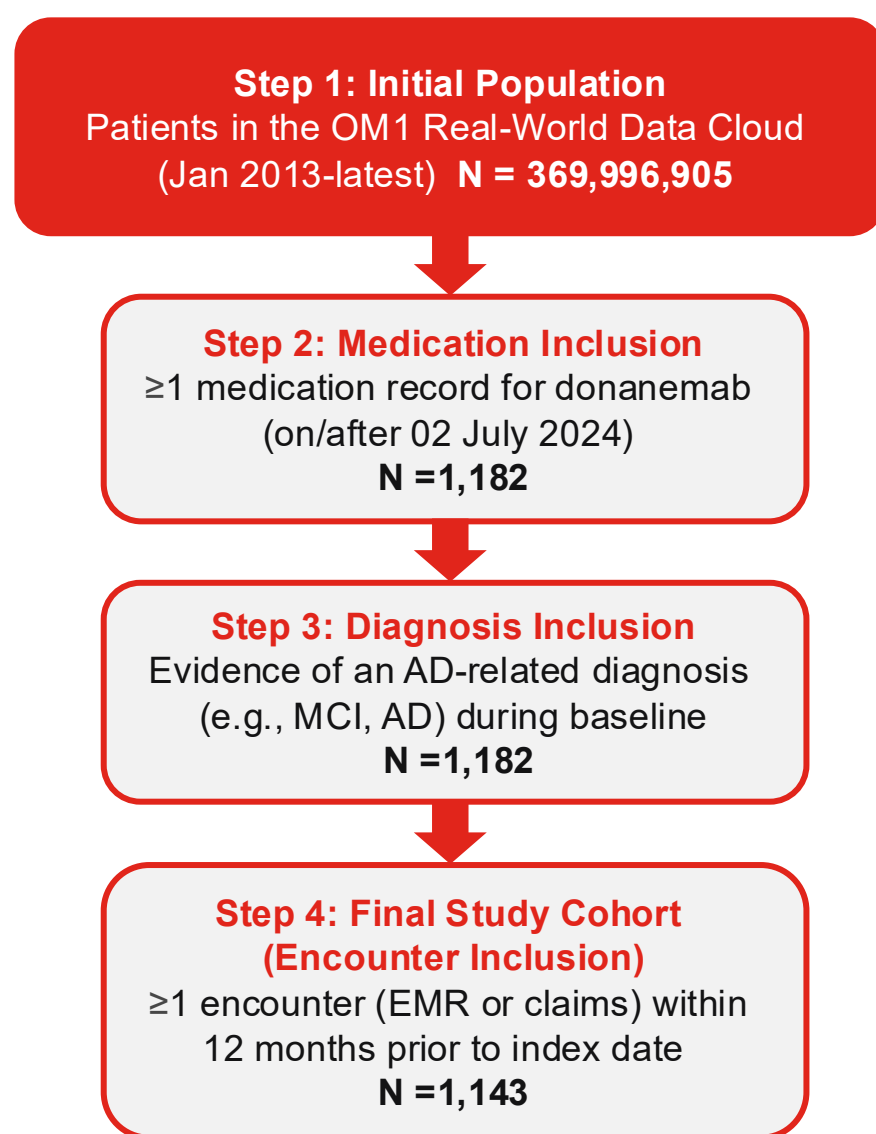 Step 1: Initial Population
Patients in the OM1 Real-World Data Cloud
(Jan 2013-latest) N = 369,996,905
Step 2: Medication Inclusion
≥1 medication record for donanemab
(on/after 02 July 2024)
N =1,182
Step 3: Diagnosis Inclusion
Evidence of an AD-related diagnosis
(e.g., MCI, AD) during baseline
N =1,182
Step 4: Final Study Cohort
(Encounter Inclusion)
≥1 encounter (EMR or claims) within
12 months prior to index date
N =1,143